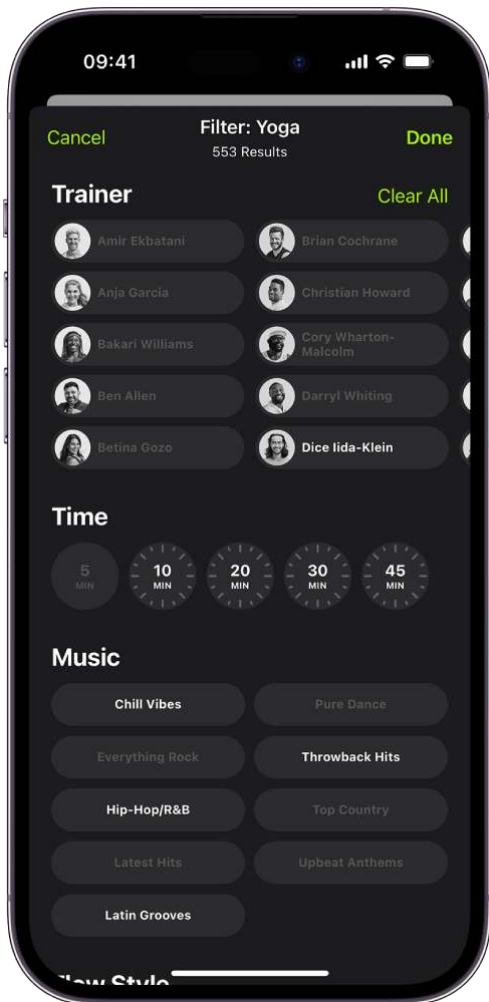 09:41
Cancel
Filter: Yoga
Done
553 Results
Trainer
Clear All
Amir Ekbatani
Brian Cochrane
Anja Garcia
Christian Howard
Bakari Williams
Cory Wharton-
Malcolm
Ben Allen
Darryl Whiting
Betina Gozo
Dice Iida-Klein
Time
5
MIN
10
MIN
20
MIN
30
MIN
45
MIN
Music
Chill Vibes
Pure Dance
Everything Rock
Throwback Hits
Hip-Hop/R&B
Top Country
Latest Hits
Upbeat Anthems
Latin Grooves
Flow Style